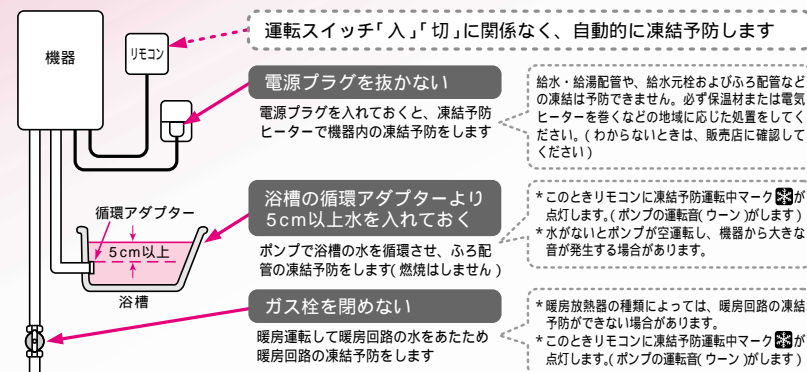 運転スイッチ「入」「切」に関係なく、自動的に凍結予防します
機器
リモコン
電源プラグを抜かない
電源プラグを入れておくと、凍結予防
ヒーターで機器内の凍結予防をします
給水・給湯配管や、給水元栓およびふろ配管など
の凍結は予防できません。必ず保温材または電気
ヒーターを巻くなどの地域に応じた処置をしてく
ださい。(わからないときは、販売店に確認して
ください)
循環アダプター
5cm以上
浴槽
浴槽の循環アダプターより
5cm以上水を入れておく
ポンプで浴槽の水を循環させ、ふろ配
管の凍結予防をします(燃焼はしません)
*このときリモコンに凍結予防運転中マークが
点灯します。(ポンプの運転音(ウーン)がします)
*水がないとポンプが空運転し、機器から大きな
音が発生する場合があります。
ガス栓を閉めない
暖房運転して暖房回路の水をあたため
暖房回路の凍結予防をします
*暖房放熱器の種類によっては、暖房回路の凍結
予防ができない場合があります。
*このときリモコンに凍結予防運転中マークが
点灯します。(ポンプの運転音(ウーン)がします)